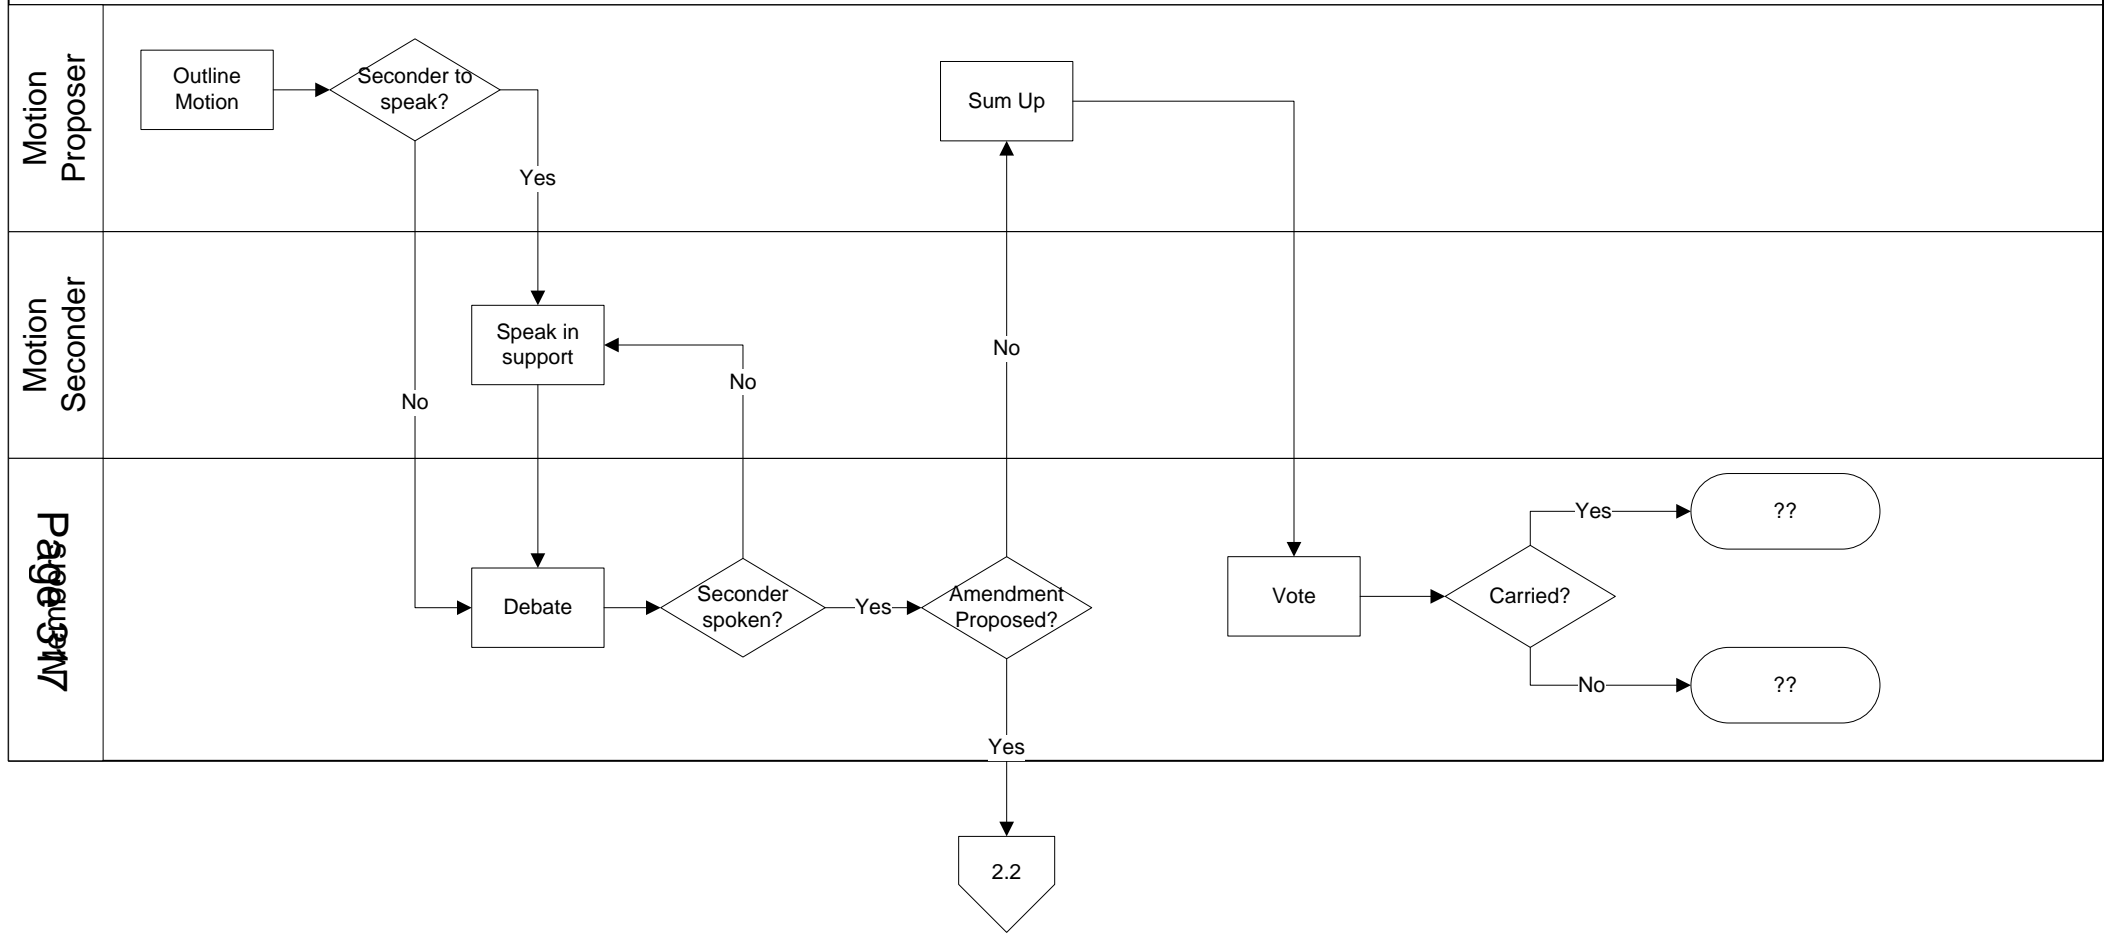 Motion
Proposer
Outline
Motion
Seconder to
speak?
Yes
No
Sum Up
Motion
Seconder
Speak in
support
No
No
Page
Debate
Seconder
spoken?
Yes
Amendment
Proposed?
Yes
Vote
Carried?
Yes
??
No
??
2.2